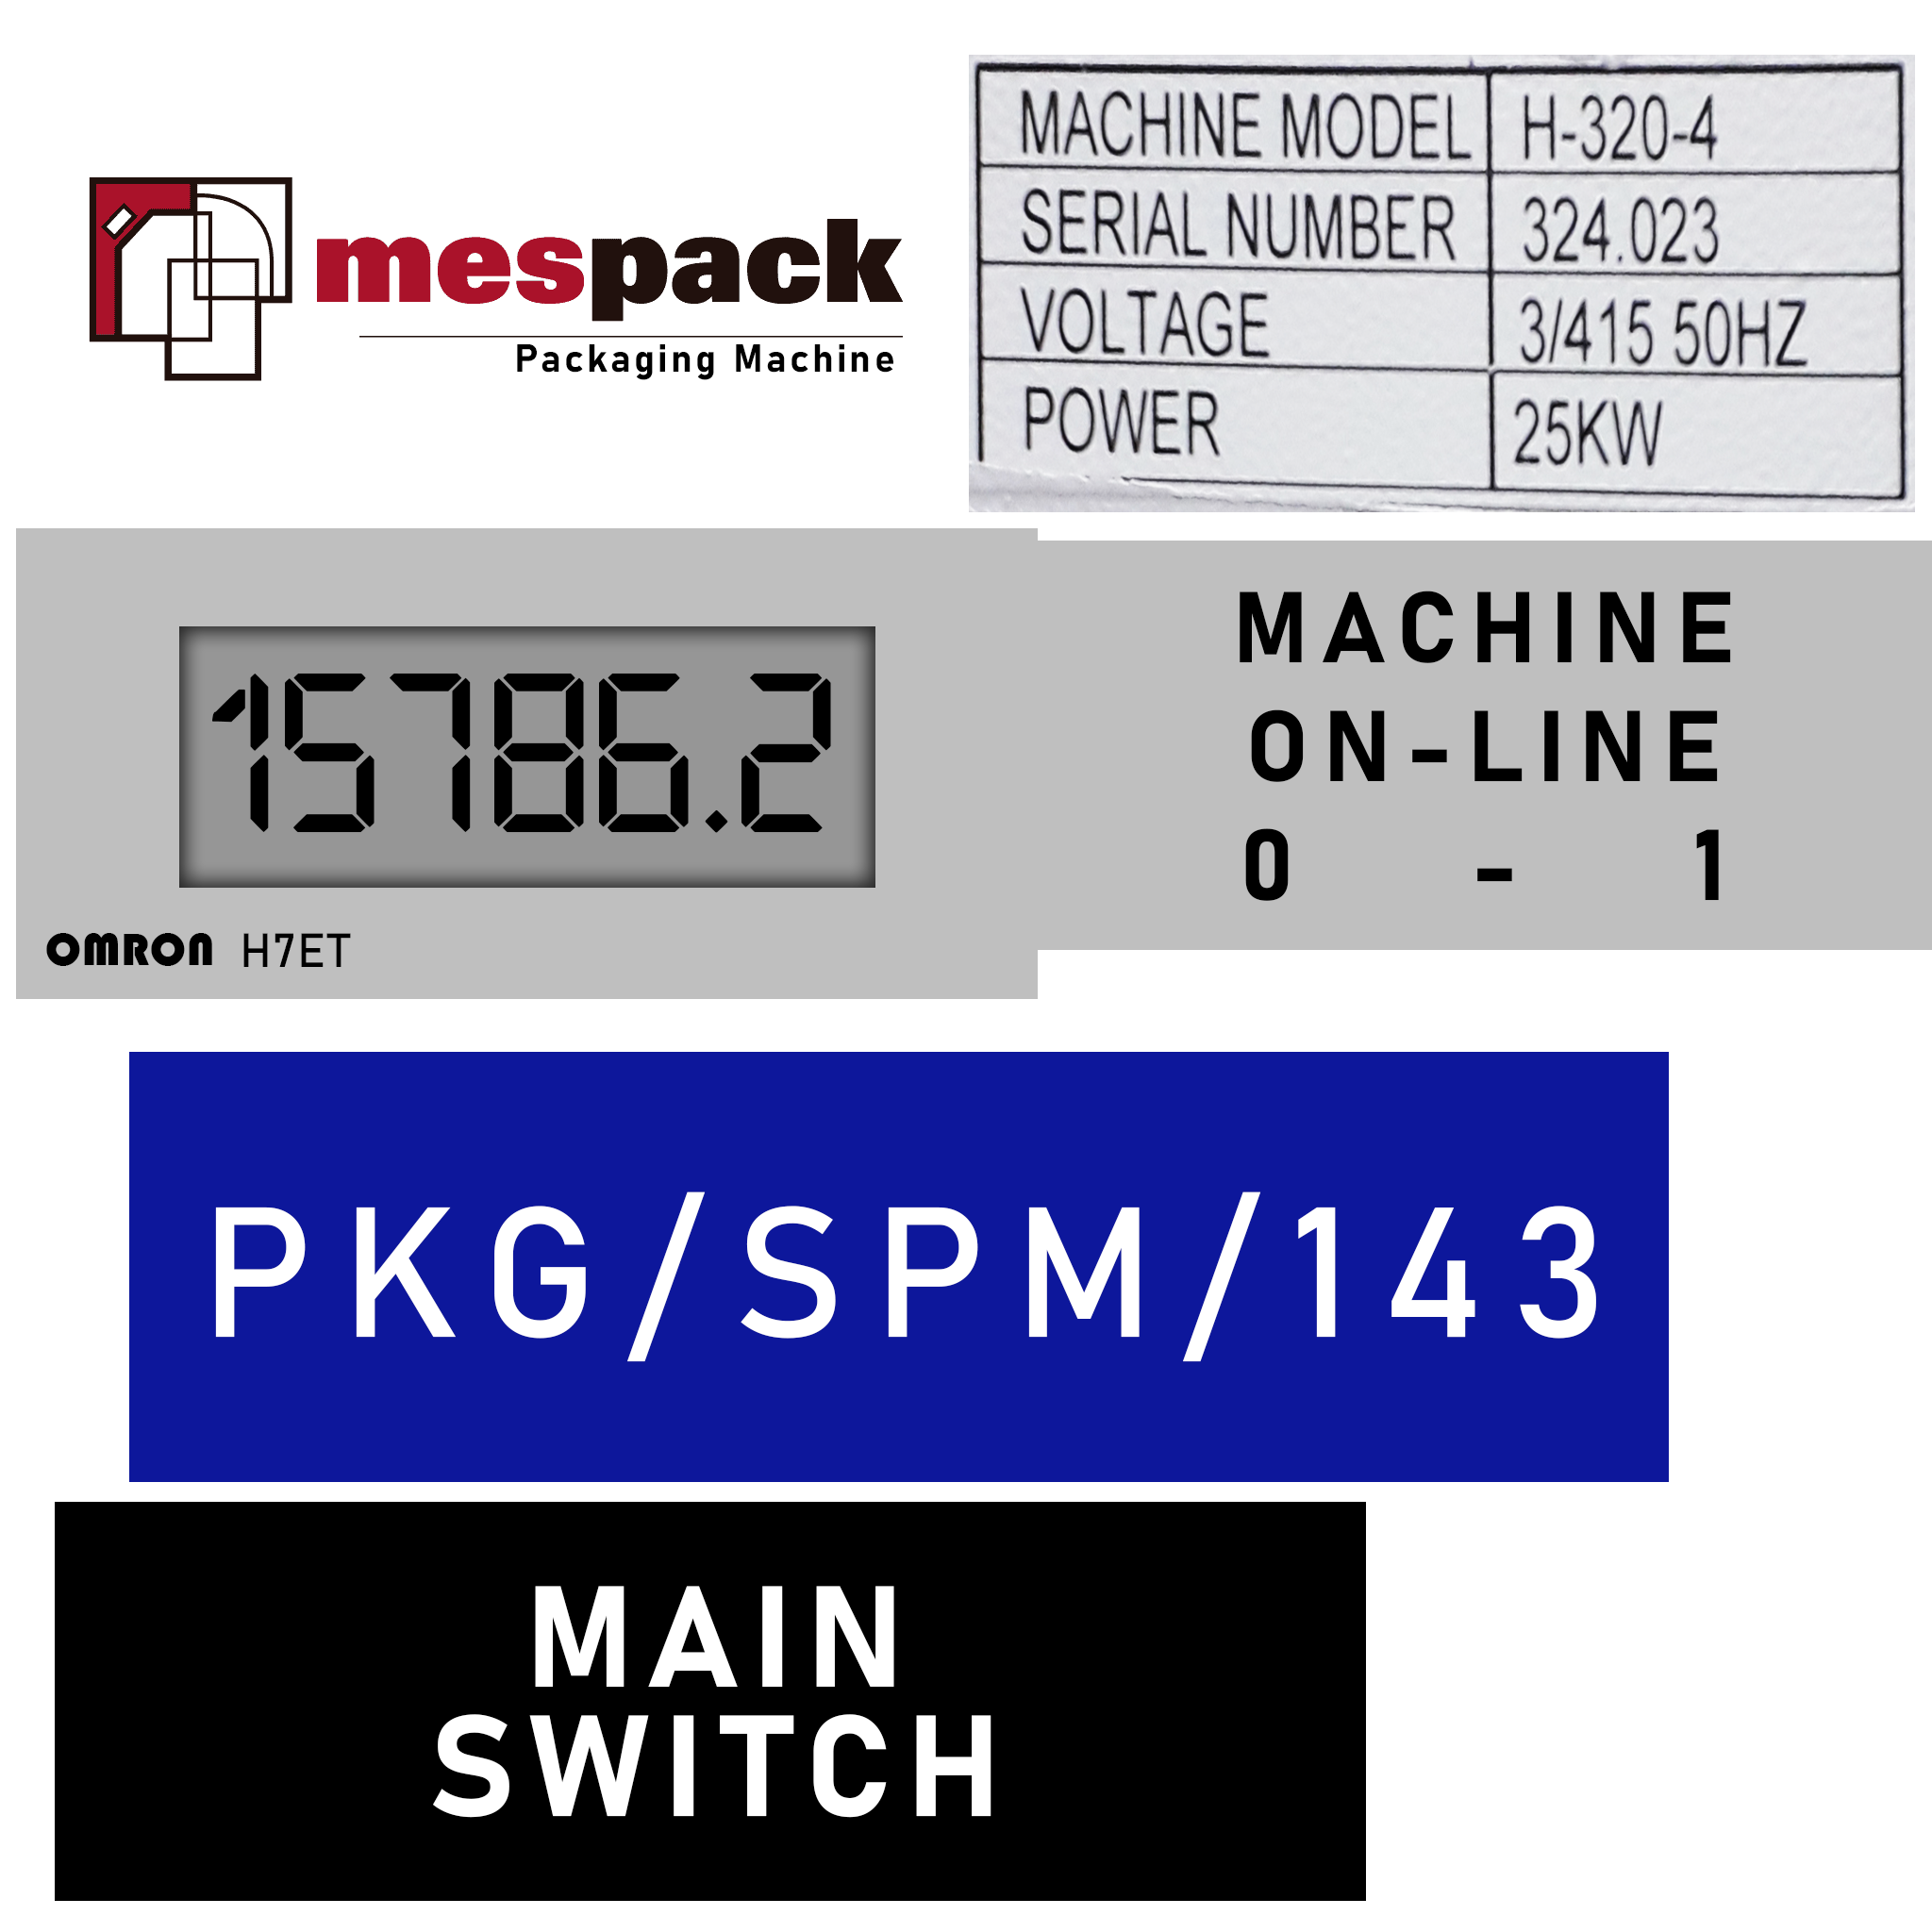 mespack
Packaging Machine
MACHINE MODEL H-320-4
SERIAL NUMBER 324.023
VOLTAGE 3/415 50HZ
POWER 25KW
15786.2
OMRON H7ET
MACHINE
ON-LINE
0 - 1
PKG/SPM/143
MAIN
SWITCH